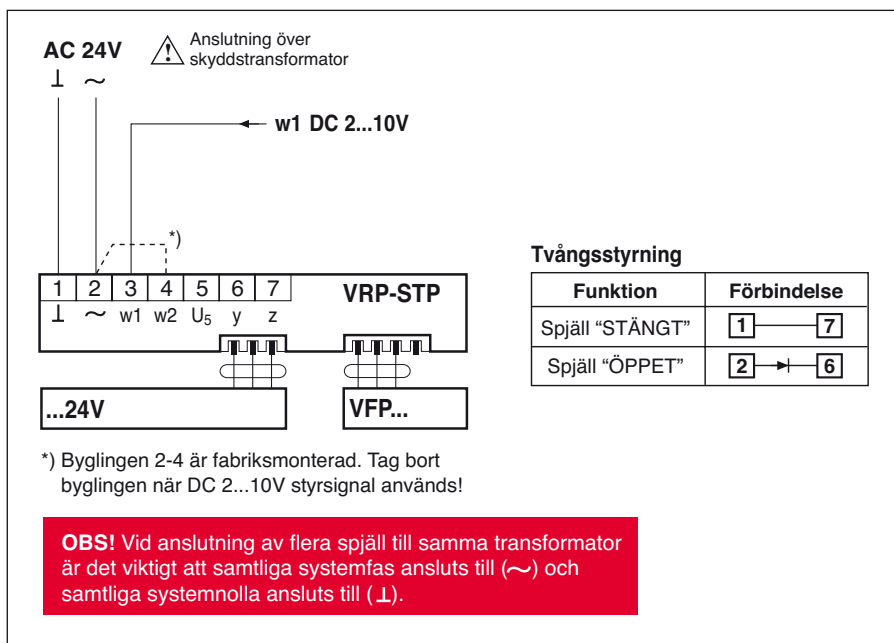 AC 24V
⚠ Anslutning över
skyddstransformator
⊥ ~
w1 DC 2...10V
*)
1 2 3 4 5 6 7
⊥ ~ w1 w2 U₅ y z
VRP-STP
...24V
VFP...
*) Byglingen 2-4 är fabriksmonterad. Tag bort
byglingen när DC 2...10V styrsignal används!
Tvångsstyrning
Funktion Förbindelse
Spjäll “STÄNGT” 1 7
Spjäll “ÖPPET” 2 6
OBS! Vid anslutning av flera spjäll till samma transformator
är det viktigt att samtliga systemfas ansluts till (~) och
samtliga systemnolla ansluts till (⊥).